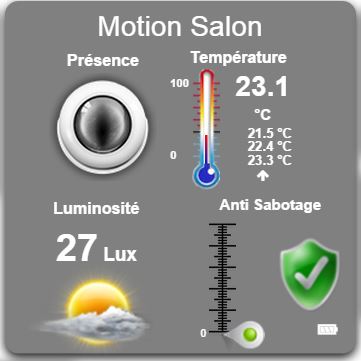 Motion Salon
Présence
Température
100
0
23.1
°C
21.5 °C
22.4 °C
23.3 °C
Luminosité
27 Lux
Anti Sabotage
0